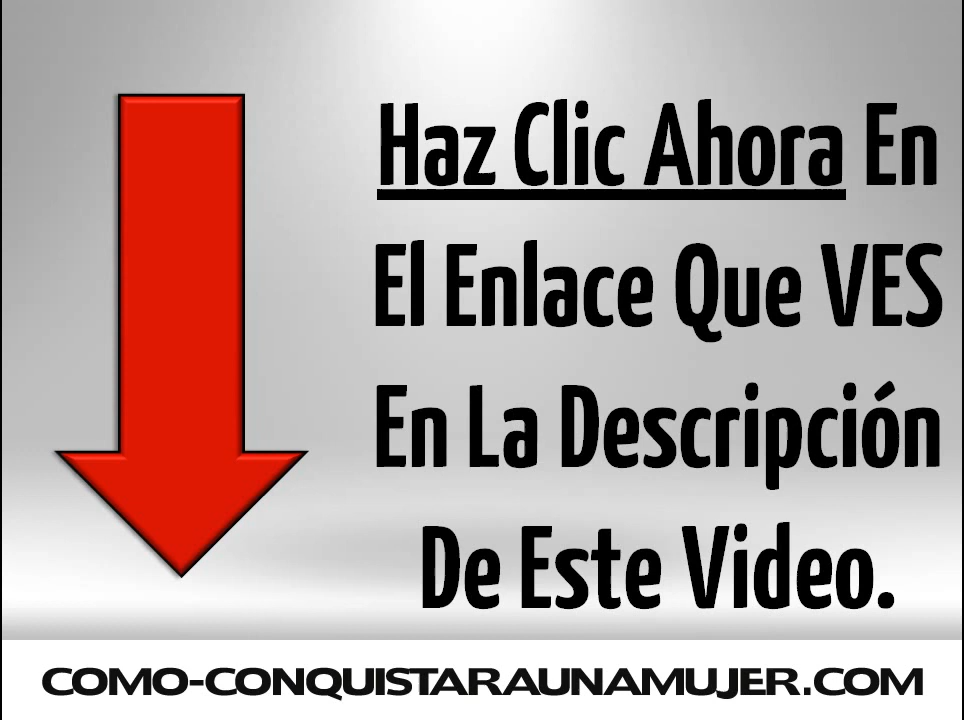 Haz Clic Ahora En
El Enlace Que VES
En La Descripción
De Este Video.
COMO-CONQUISTARAUNAMUJER.COM